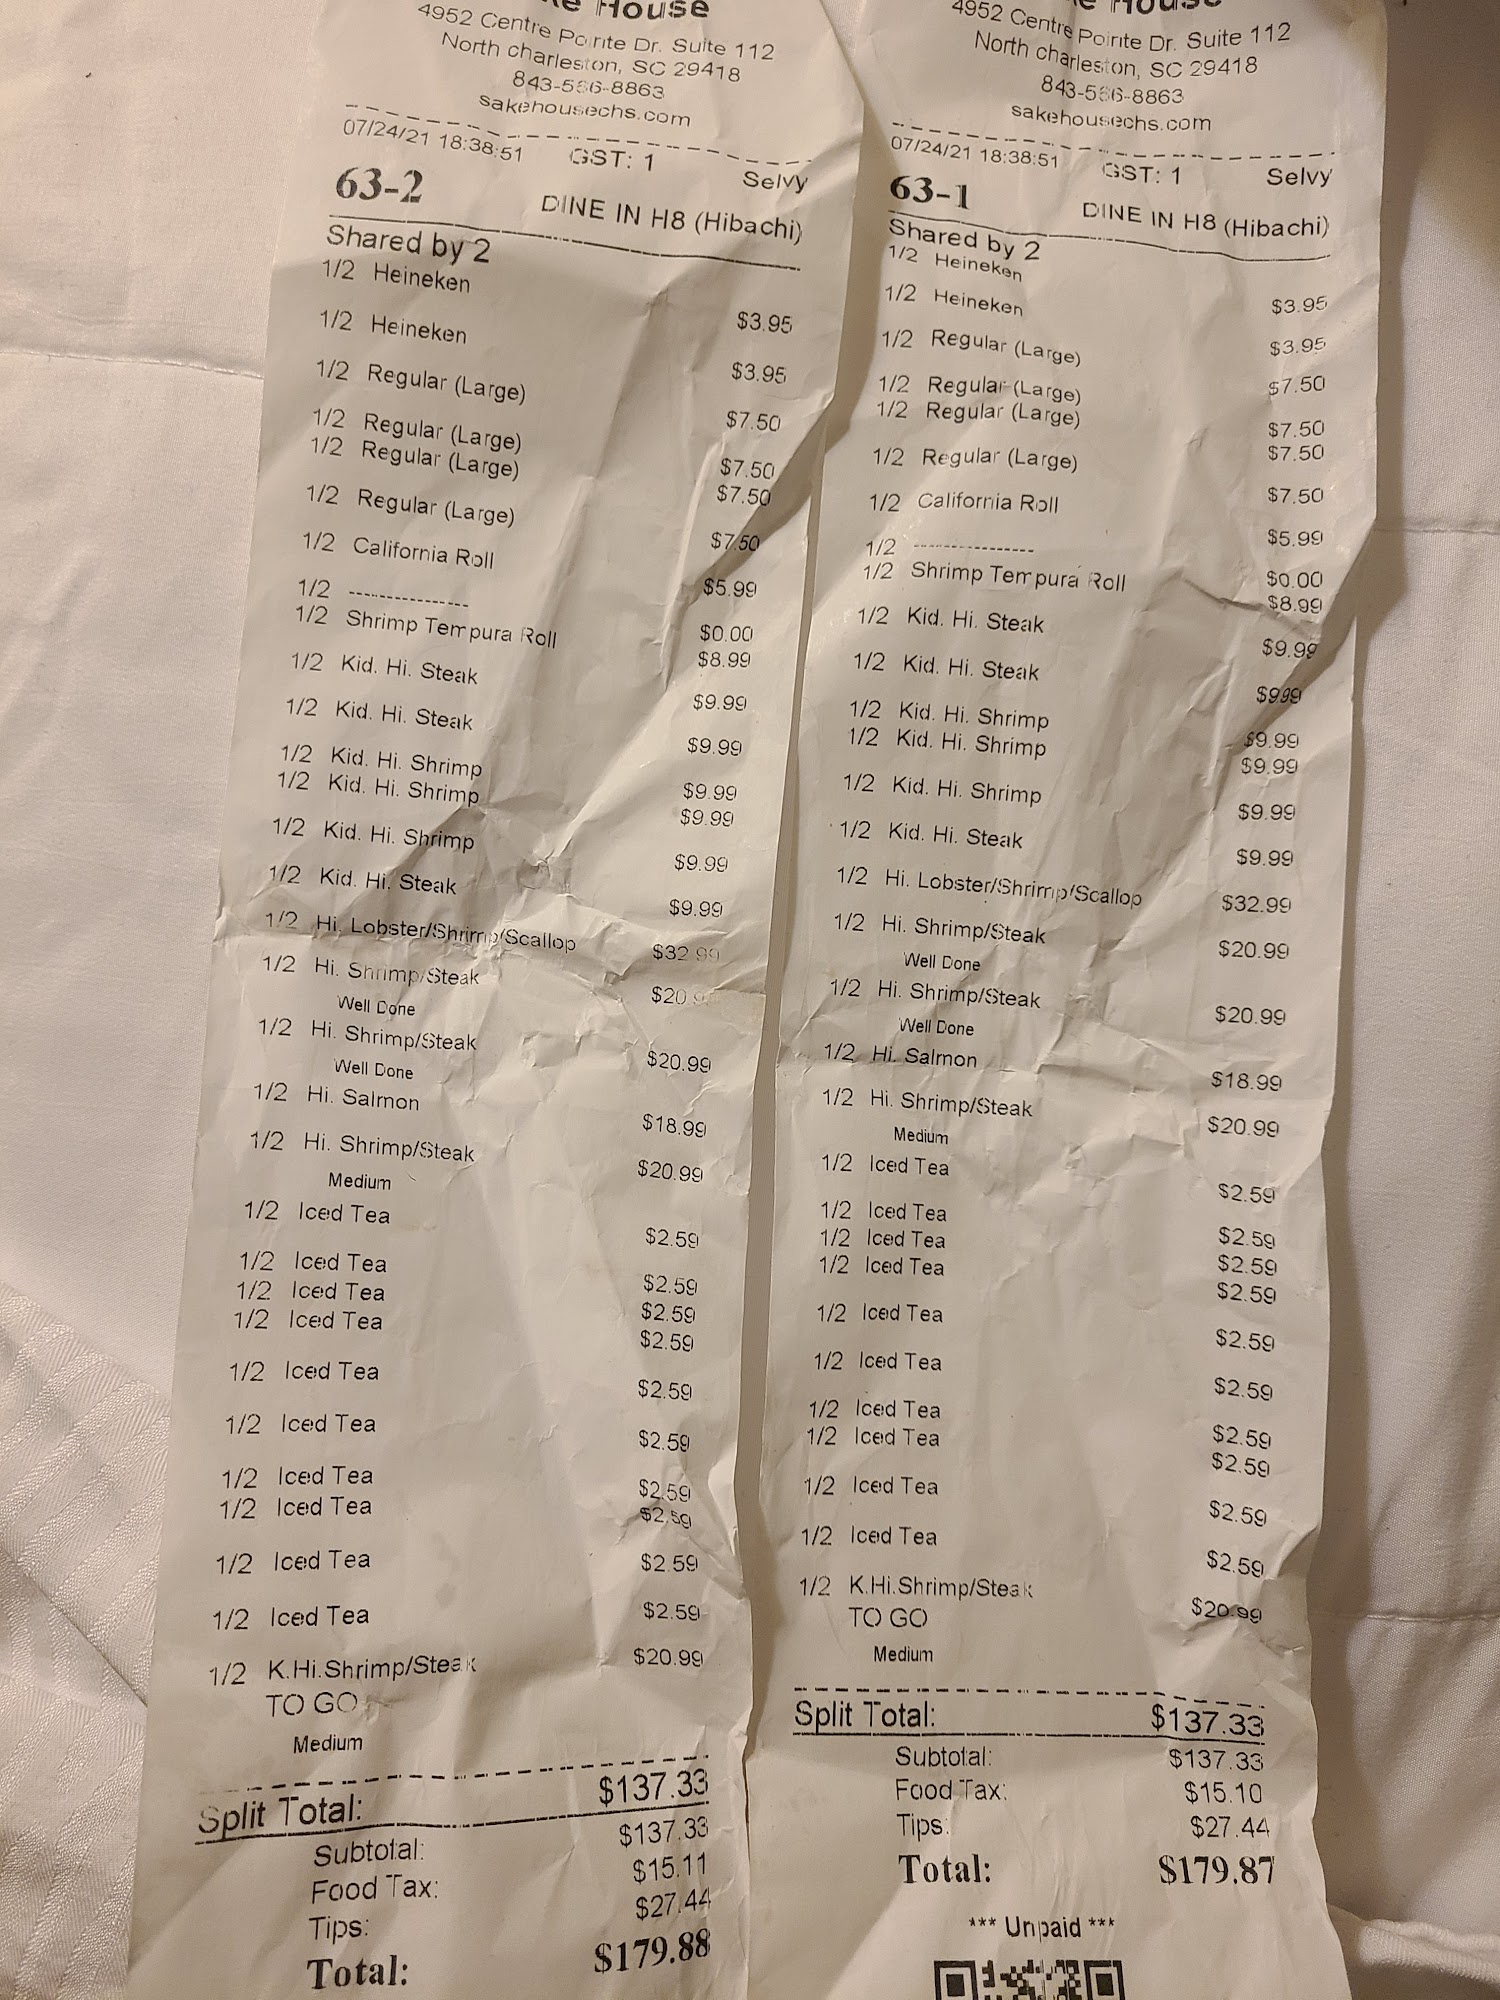 House
4952 Centre Pointe Dr. Suite 112
North charleston, SC 29418
843-566-8863
sakehousechs.com
07/24/21 18:38:51 GST: 1 Selvy
63-2 DINE IN H8 (Hibachi)
Shared by 2
1/2 Heineken $3.95
1/2 Heineken $3.95
1/2 Regular (Large) $7.50
1/2 Regular (Large) $7.50
1/2 Regular (Large) $7.50
1/2 Regular (Large) $7.50
1/2 California Roll $5.99
1/2 ---------------- $0.00
1/2 Shrimp Tempura Roll $8.99
1/2 Kid. Hi. Steak $9.99
1/2 Kid. Hi. Steak $9.99
1/2 Kid. Hi. Shrimp $9.99
1/2 Kid. Hi. Shrimp $9.99
1/2 Kid. Hi. Shrimp $9.99
1/2 Kid. Hi. Steak $9.99
1/2 Hi. Lobster/Shrimp/Scallop $32.99
1/2 Hi. Shrimp/Steak
Well Done
1/2 Hi. Shrimp/Steak $20.99
Well Done
1/2 Hi. Salmon $18.99
1/2 Hi. Shrimp/Steak $20.99
Medium
1/2 Iced Tea $2.59
1/2 Iced Tea $2.59
1/2 Iced Tea $2.59
1/2 Iced Tea $2.59
1/2 Iced Tea $2.59
1/2 Iced Tea $2.59
1/2 Iced Tea $2.59
1/2 Iced Tea $2.59
1/2 Iced Tea $2.59
1/2 Iced Tea $2.59
1/2 K.Hi.Shrimp/Steak $20.99
TO GO
Medium
Split Total: $137.33
Subtotal: $137.33
Food Tax: $15.11
Tips: $27.44
Total: $179.88
House
4952 Centre Pointe Dr. Suite 112
North charleston, SC 29418
843-566-8863
sakehousechs.com
07/24/21 18:38:51 GST: 1 Selvy
63-1 DINE IN H8 (Hibachi)
Shared by 2
1/2 Heineken $3.95
1/2 Heineken $3.95
1/2 Regular (Large) $7.50
1/2 Regular (Large) $7.50
1/2 Regular (Large) $7.50
1/2 Regular (Large) $7.50
1/2 California Roll $5.99
1/2 ---------------- $0.00
1/2 Shrimp Tempura Roll $8.99
1/2 Kid. Hi. Steak $9.99
1/2 Kid. Hi. Steak $9.99
1/2 Kid. Hi. Shrimp $9.99
1/2 Kid. Hi. Shrimp $9.99
1/2 Kid. Hi. Shrimp $9.99
1/2 Kid. Hi. Steak $9.99
1/2 Hi. Lobster/Shrimp/Scallop $32.99
1/2 Hi. Shrimp/Steak $20.99
Well Done
1/2 Hi. Shrimp/Steak $20.99
Well Done
1/2 Hi. Salmon $18.99
1/2 Hi. Shrimp/Steak $20.99
Medium
1/2 Iced Tea $2.59
1/2 Iced Tea $2.59
1/2 Iced Tea $2.59
1/2 Iced Tea $2.59
1/2 Iced Tea $2.59
1/2 Iced Tea $2.59
1/2 Iced Tea $2.59
1/2 Iced Tea $2.59
1/2 Iced Tea $2.59
1/2 Iced Tea $2.59
1/2 K.Hi.Shrimp/Steak $20.99
TO GO
Medium
Split Total: $137.33
Subtotal: $137.33
Food Tax: $15.10
Tips: $27.44
Total: $179.87
*** Unpaid ***